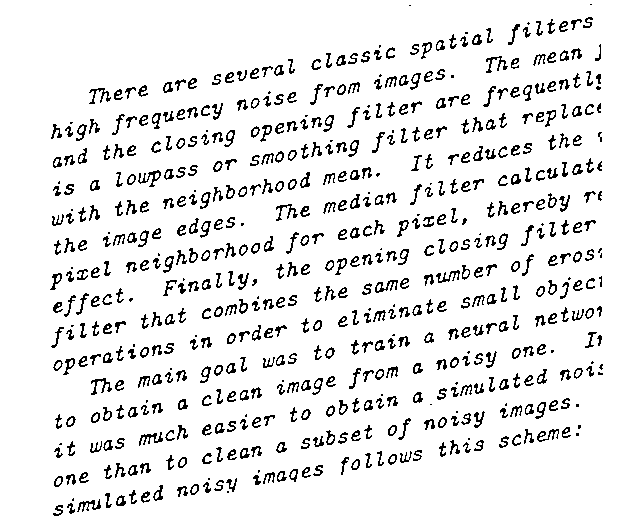 There are several classic spatial filters
high frequency noise from images. The mean
and the closing opening filter are frequently
is a lowpass or smoothing filter that replace
with the neighborhood mean. It reduces the
the image edges. The median filter calculate
pixel neighborhood for each pixel, thereby re
effect. Finally, the opening closing filter
filter that combines the same number of eros
operations in order to eliminate small object
The main goal was to train a neural networ
to obtain a clean image from a noisy one. In
it was much easier to obtain a simulated nois
one than to clean a subset of noisy images.
simulated noisy images follows this scheme: